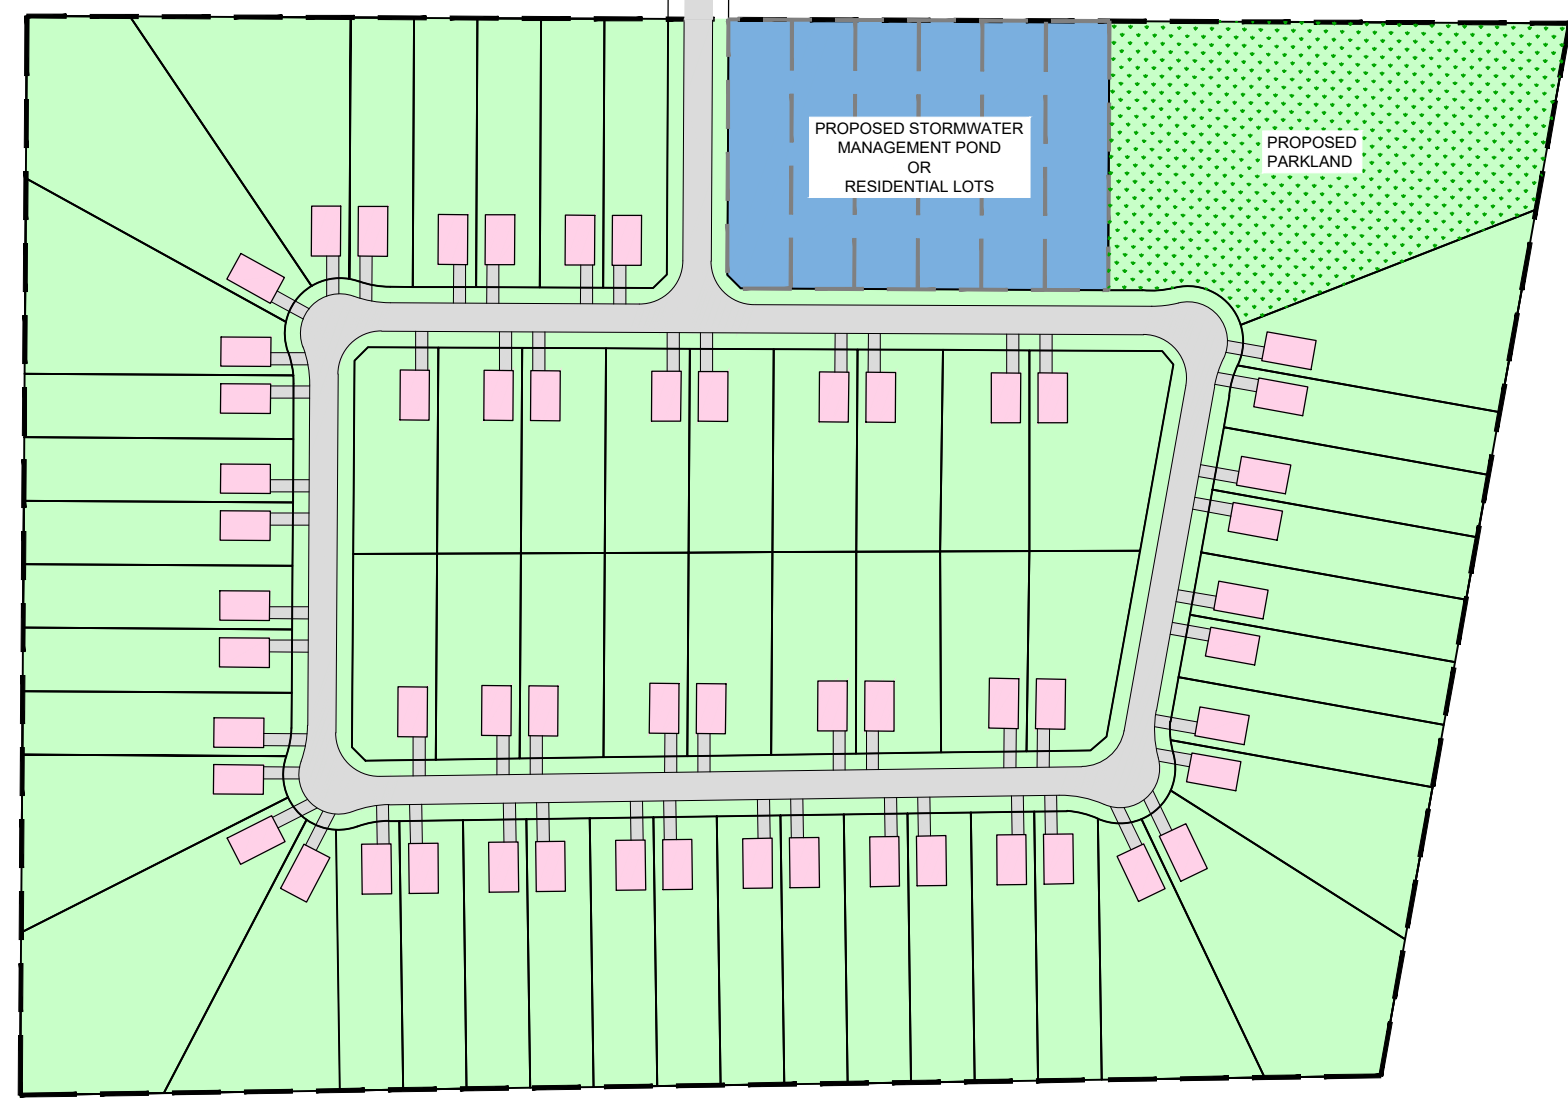 PROPOSED STORMWATER
MANAGEMENT POND
OR
RESIDENTIAL LOTS
PROPOSED
PARKLAND